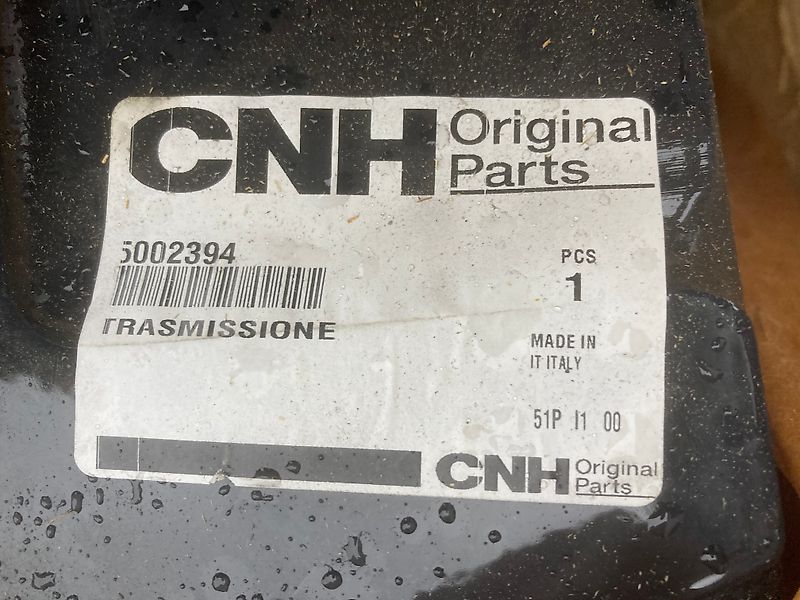 CNH Original
Parts
5002394
PCS
1
TRASMISSIONE
MADE IN
IT ITALY
51P I1 00
CNH Original
Parts